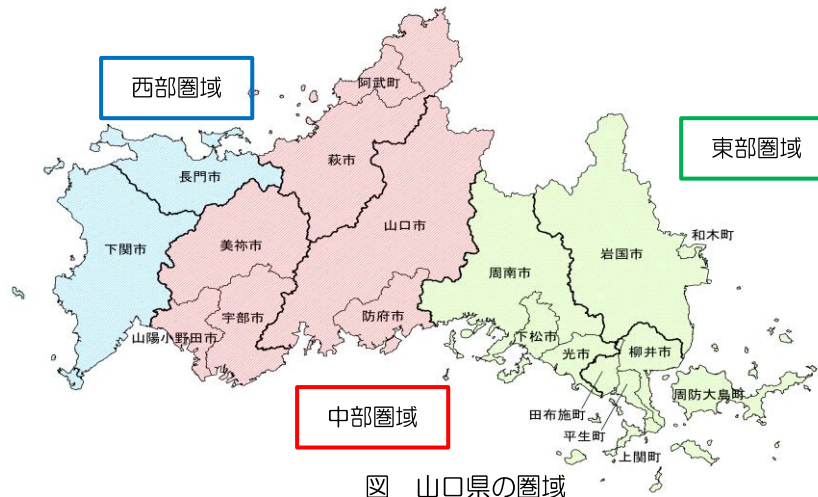 阿武町
西部圏域
東部圏域
萩市
長門市
山口市
和木町
下関市
美祢市
岩国市
周南市
宇部市
防府市
山陽小野田市
下松市
光市
柳井市
周防大島町
田布施町
中部圏域
平生町
上関町
図 山口県の圏域